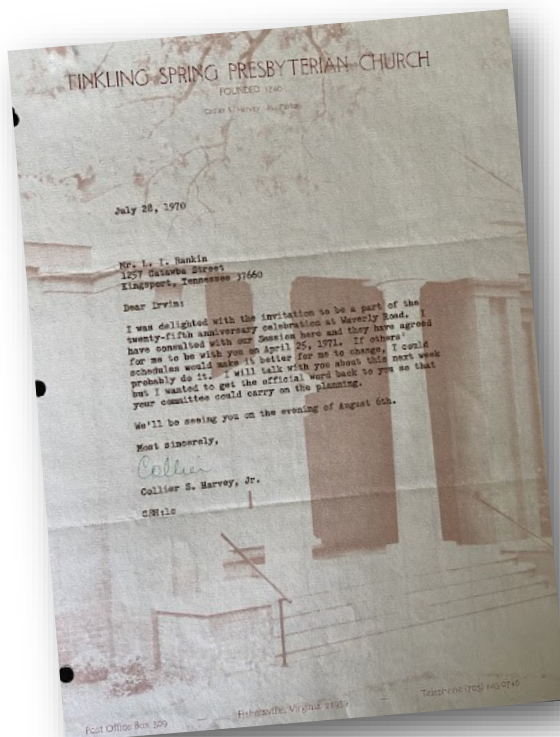 TINKLING SPRING PRESBYTERIAN CHURCH
FOUNDED 1740
Collier S. Harvey, Jr., Pastor
July 28, 1970
Mr. L. I. Rankin
1257 Catawba Street
Kingsport, Tennessee 37660
Dear Irvin:
I was delighted with the invitation to be a part of the
twenty-fifth anniversary celebration at Waverly Road. I
have consulted with our Session here and they have agreed
for me to be with you on April 25, 1971. If others'
schedules would make it better for me to change, I could
probably do it. I will talk with you about this next week
but I wanted to get the official word back to you so that
your committee could carry on the planning.
We'll be seeing you on the evening of August 6th.
Most sincerely,
Collier
Collier S. Harvey, Jr.
CSH:lc
Post Office Box 309 — Fishersville, Virginia 22939 — Telephone (703)